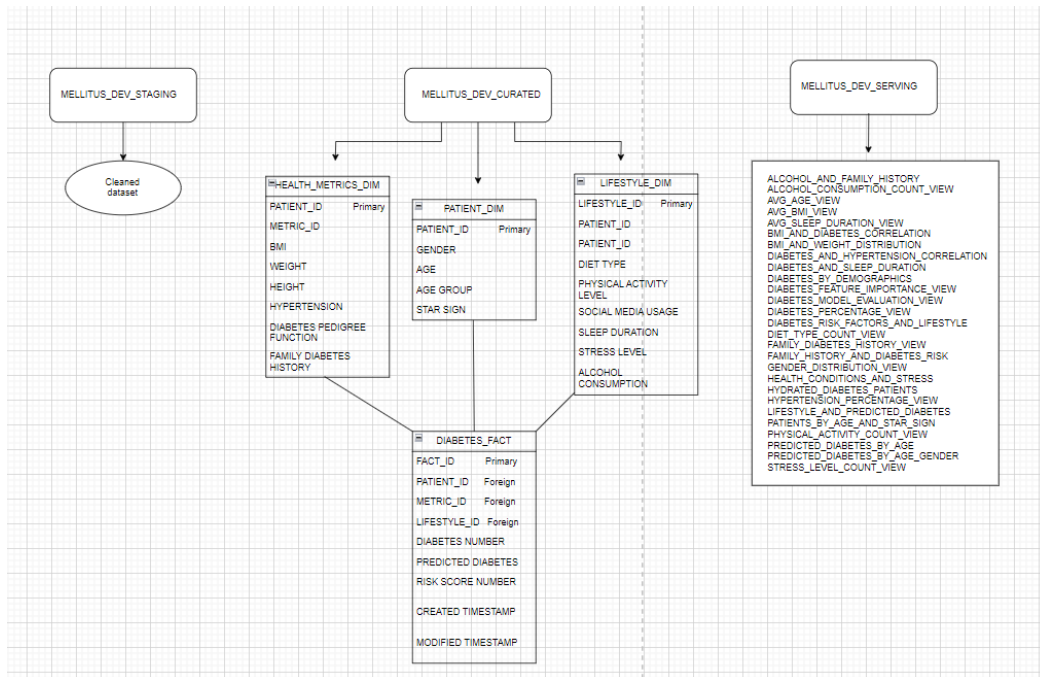 MELLITUS_DEV_STAGING
Cleaned
dataset
MELLITUS_DEV_CURATED
HEALTH_METRICS_DIM
PATIENT_ID Primary
METRIC_ID
BMI
WEIGHT
HEIGHT
HYPERTENSION
DIABETES PEDIGREE
FUNCTION
FAMILY DIABETES
HISTORY
PATIENT_DIM
PATIENT_ID Primary
GENDER
AGE
AGE GROUP
STAR SIGN
LIFESTYLE_DIM
LIFESTYLE_ID Primary
PATIENT_ID
PATIENT_ID
DIET TYPE
PHYSICAL ACTIVITY
LEVEL
SOCIAL MEDIA USAGE
SLEEP DURATION
STRESS LEVEL
ALCOHOL
CONSUMPTION
DIABETES_FACT
FACT_ID Primary
PATIENT_ID Foreign
METRIC_ID Foreign
LIFESTYLE_ID Foreign
DIABETES NUMBER
PREDICTED DIABETES
RISK SCORE NUMBER
CREATED TIMESTAMP
MODIFIED TIMESTAMP
MELLITUS_DEV_SERVING
ALCOHOL_AND_FAMILY_HISTORY
ALCOHOL_CONSUMPTION_COUNT_VIEW
AVG_AGE_VIEW
AVG_BMI_VIEW
AVG_SLEEP_DURATION_VIEW
BMI_AND_DIABETES_CORRELATION
BMI_AND_WEIGHT_DISTRIBUTION
DIABETES_AND_HYPERTENSION_CORRELATION
DIABETES_AND_SLEEP_DURATION
DIABETES_BY_DEMOGRAPHICS
DIABETES_FEATURE_IMPORTANCE_VIEW
DIABETES_MODEL_EVALUATION_VIEW
DIABETES_PERCENTAGE_VIEW
DIABETES_RISK_FACTORS_AND_LIFESTYLE
DIET_TYPE_COUNT_VIEW
FAMILY_DIABETES_HISTORY_VIEW
FAMILY_HISTORY_AND_DIABETES_RISK
GENDER_DISTRIBUTION_VIEW
HEALTH_CONDITIONS_AND_STRESS
HYDRATED_DIABETES_PATIENTS
HYPERTENSION_PERCENTAGE_VIEW
LIFESTYLE_AND_PREDICTED_DIABETES
PATIENTS_BY_AGE_AND_STAR_SIGN
PHYSICAL_ACTIVITY_COUNT_VIEW
PREDICTED_DIABETES_BY_AGE
PREDICTED_DIABETES_BY_AGE_GENDER
STRESS_LEVEL_COUNT_VIEW